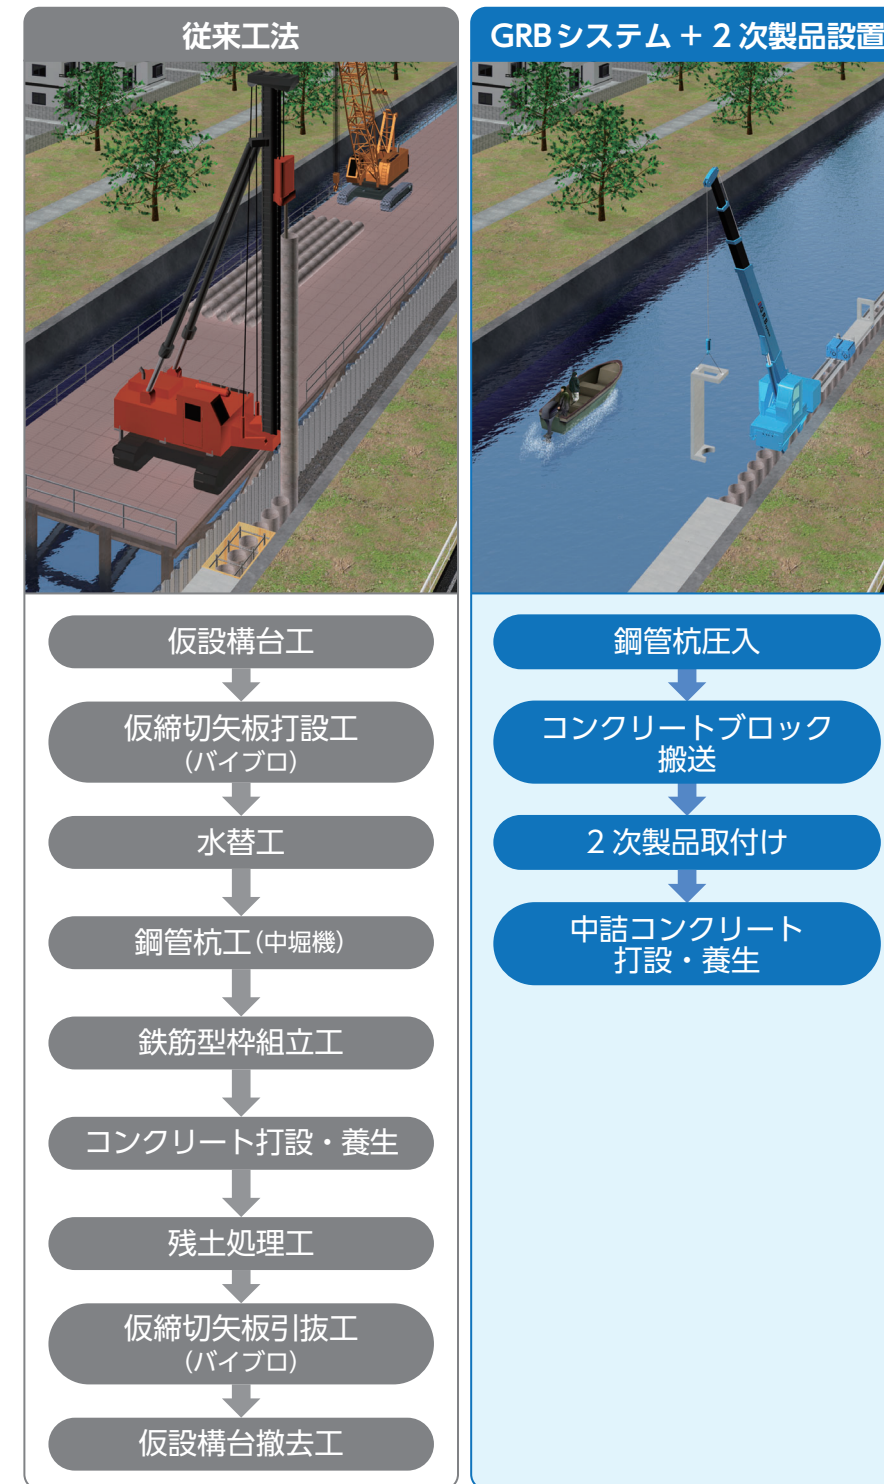 従来工法
仮設構台工
仮締切矢板打設工
(バイブロ)
水替工
鋼管杭工(中堀機)
鉄筋型枠組立工
コンクリート打設・養生
残土処理工
仮締切矢板引抜工
(バイブロ)
仮設構台撤去工
GRBシステム + 2次製品設置
鋼管杭圧入
コンクリートブロック
搬送
2次製品取付け
中詰コンクリート
打設・養生